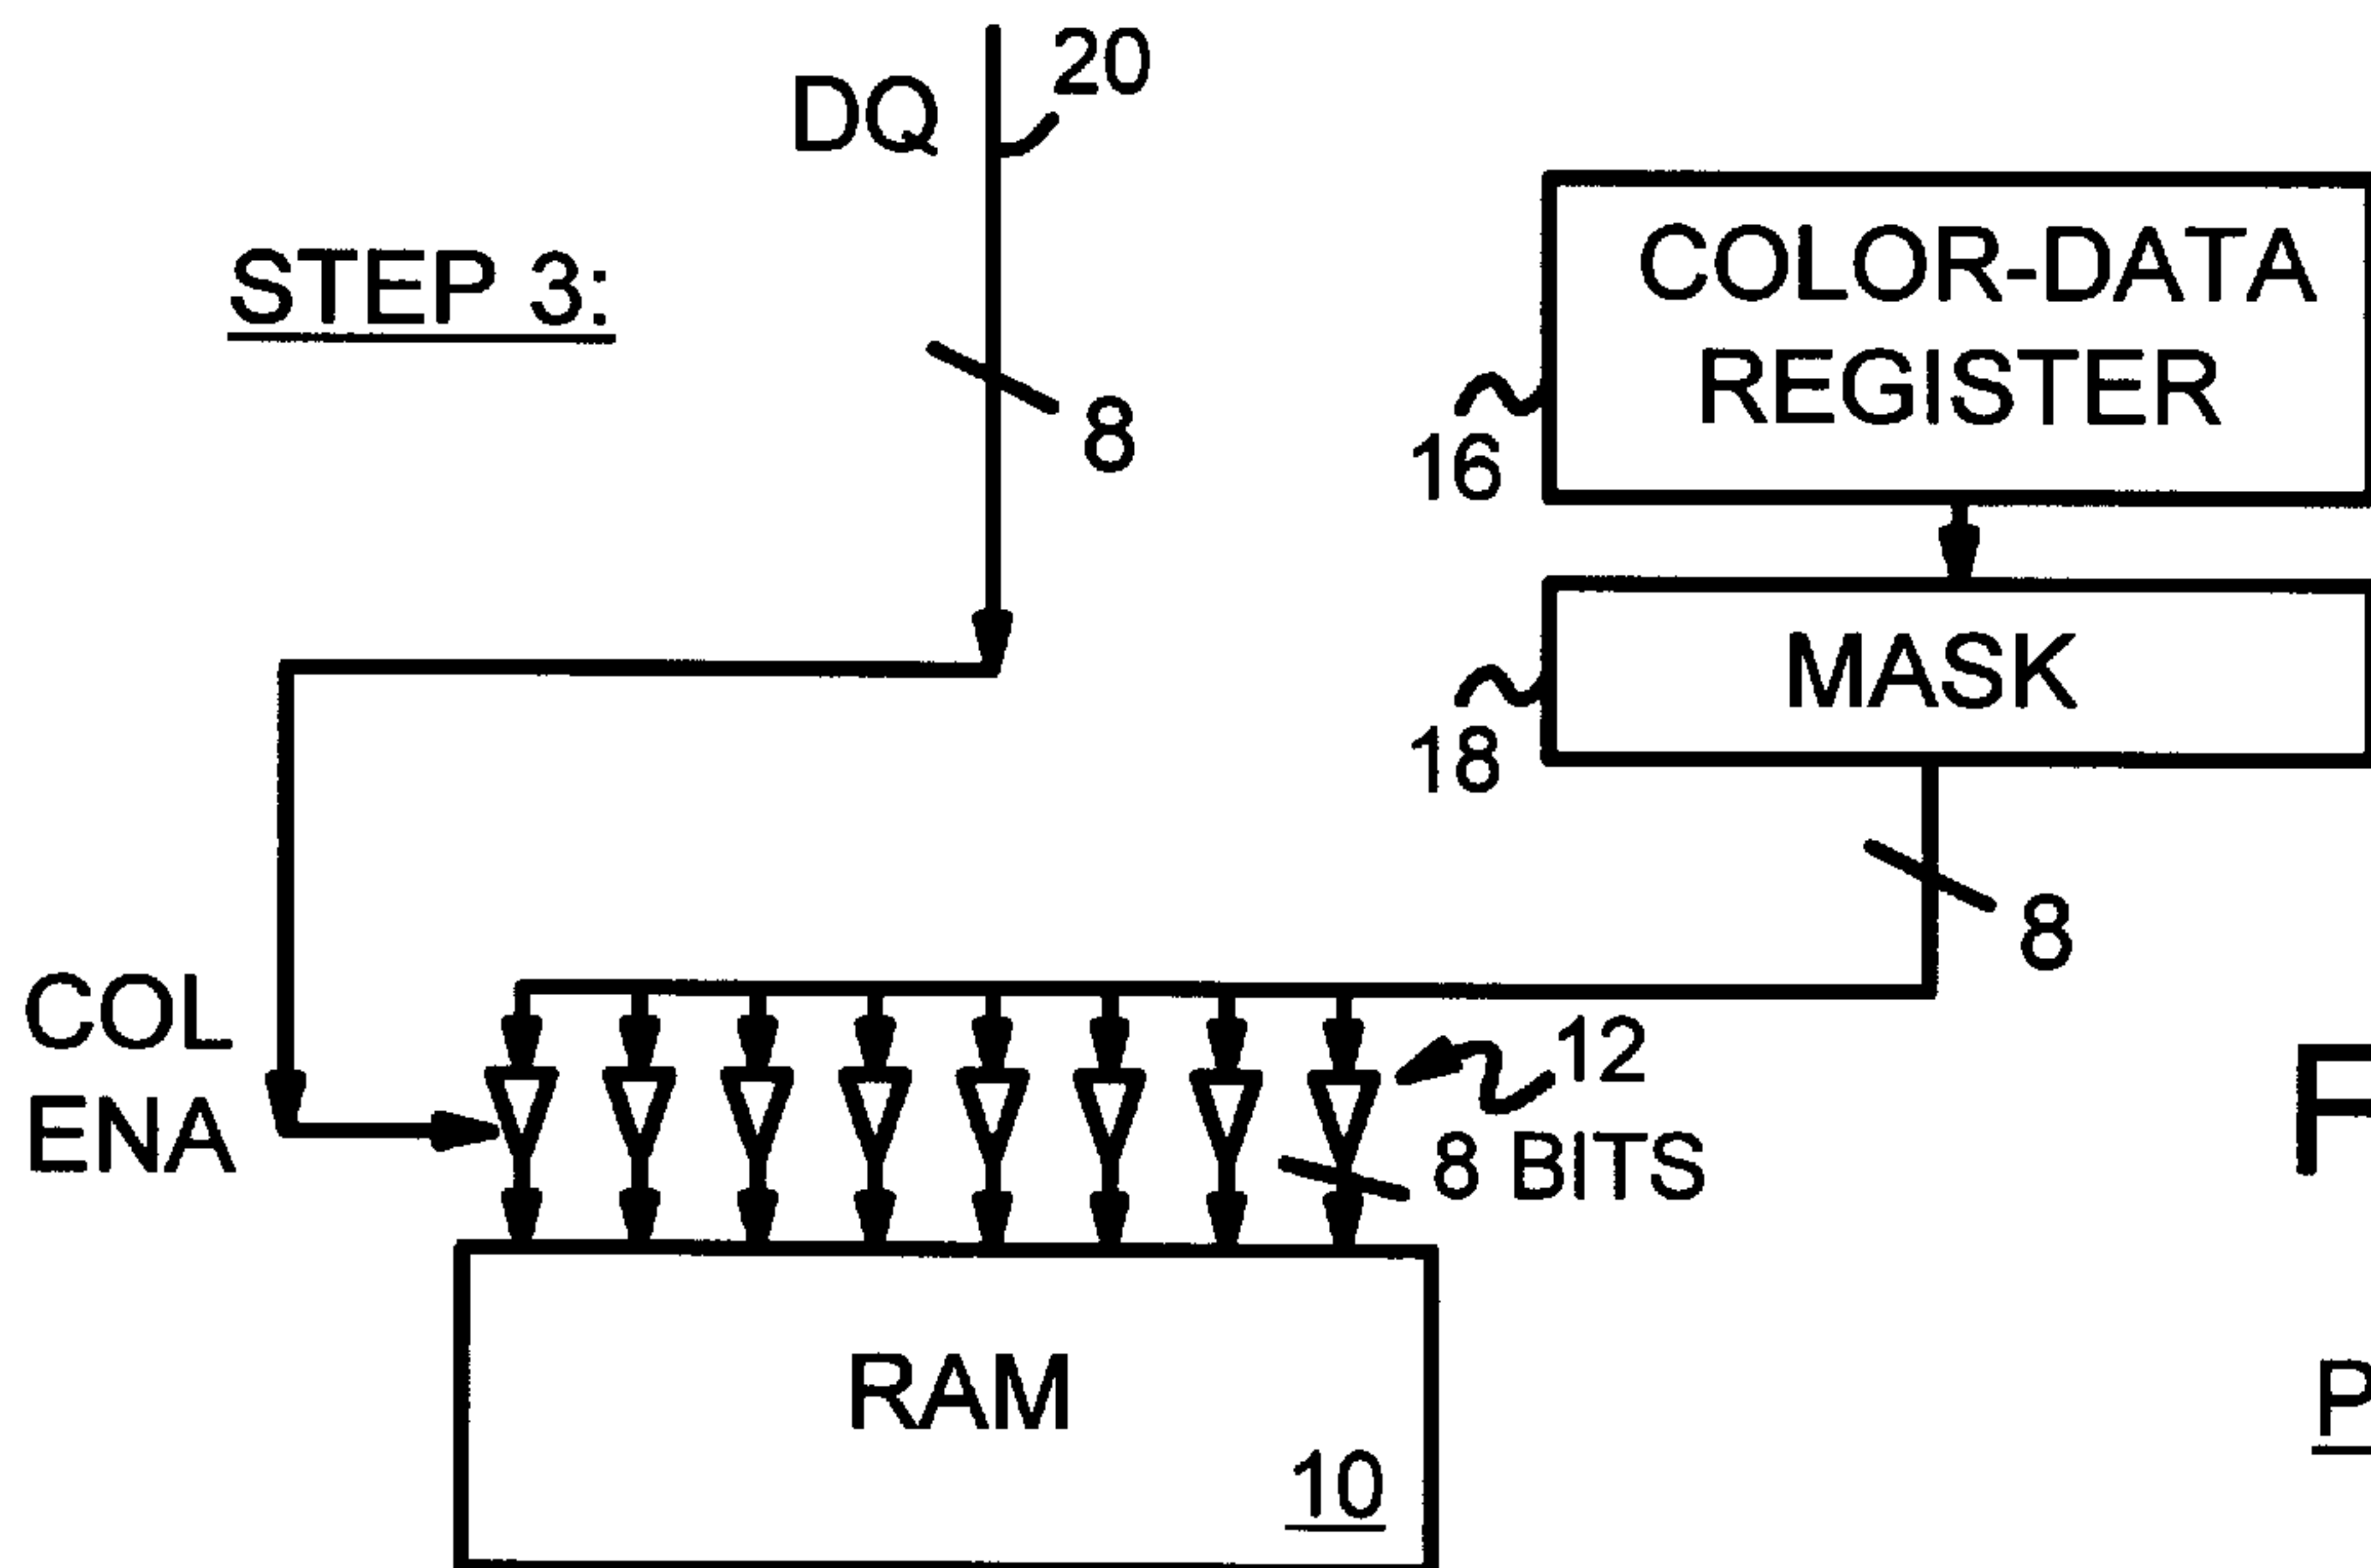 DQ
20
STEP 3:
8
COLOR-DATA
REGISTER
16
MASK
18
8
COL
ENA
12
8 BITS
F
RAM
10
P